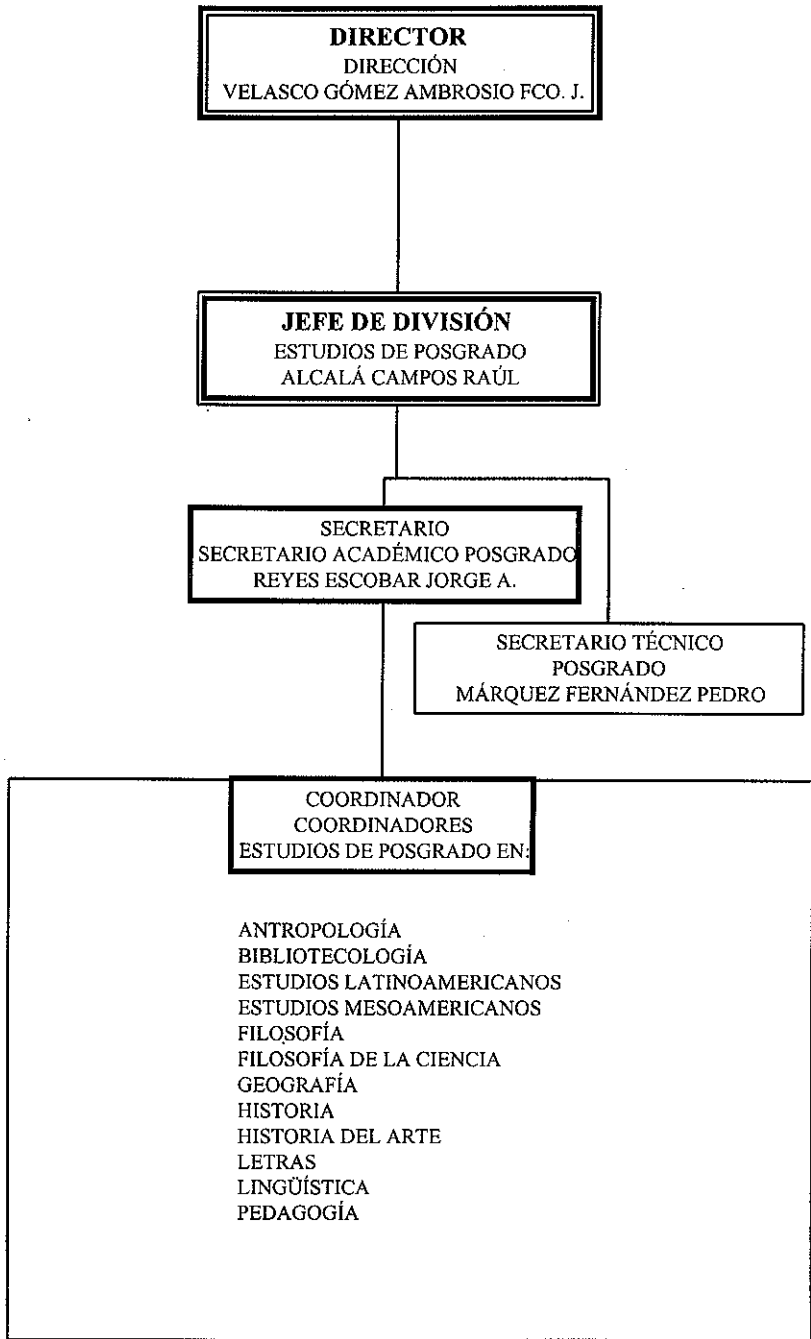 DIRECTOR
DIRECCIÓN
VELASCO GÓMEZ AMBROSIO FCO. J.
JEFE DE DIVISIÓN
ESTUDIOS DE POSGRADO
ALCALÁ CAMPOS RAÚL
SECRETARIO
SECRETARIO ACADÉMICO POSGRADO
REYES ESCOBAR JORGE A.
SECRETARIO TÉCNICO
POSGRADO
MÁRQUEZ FERNÁNDEZ PEDRO
COORDINADOR
COORDINADORES
ESTUDIOS DE POSGRADO EN:
ANTROPOLOGÍA
BIBLIOTECOLOGÍA
ESTUDIOS LATINOAMERICANOS
ESTUDIOS MESOAMERICANOS
FILOSOFÍA
FILOSOFÍA DE LA CIENCIA
GEOGRAFÍA
HISTORIA
HISTORIA DEL ARTE
LETRAS
LINGÜÍSTICA
PEDAGOGÍA